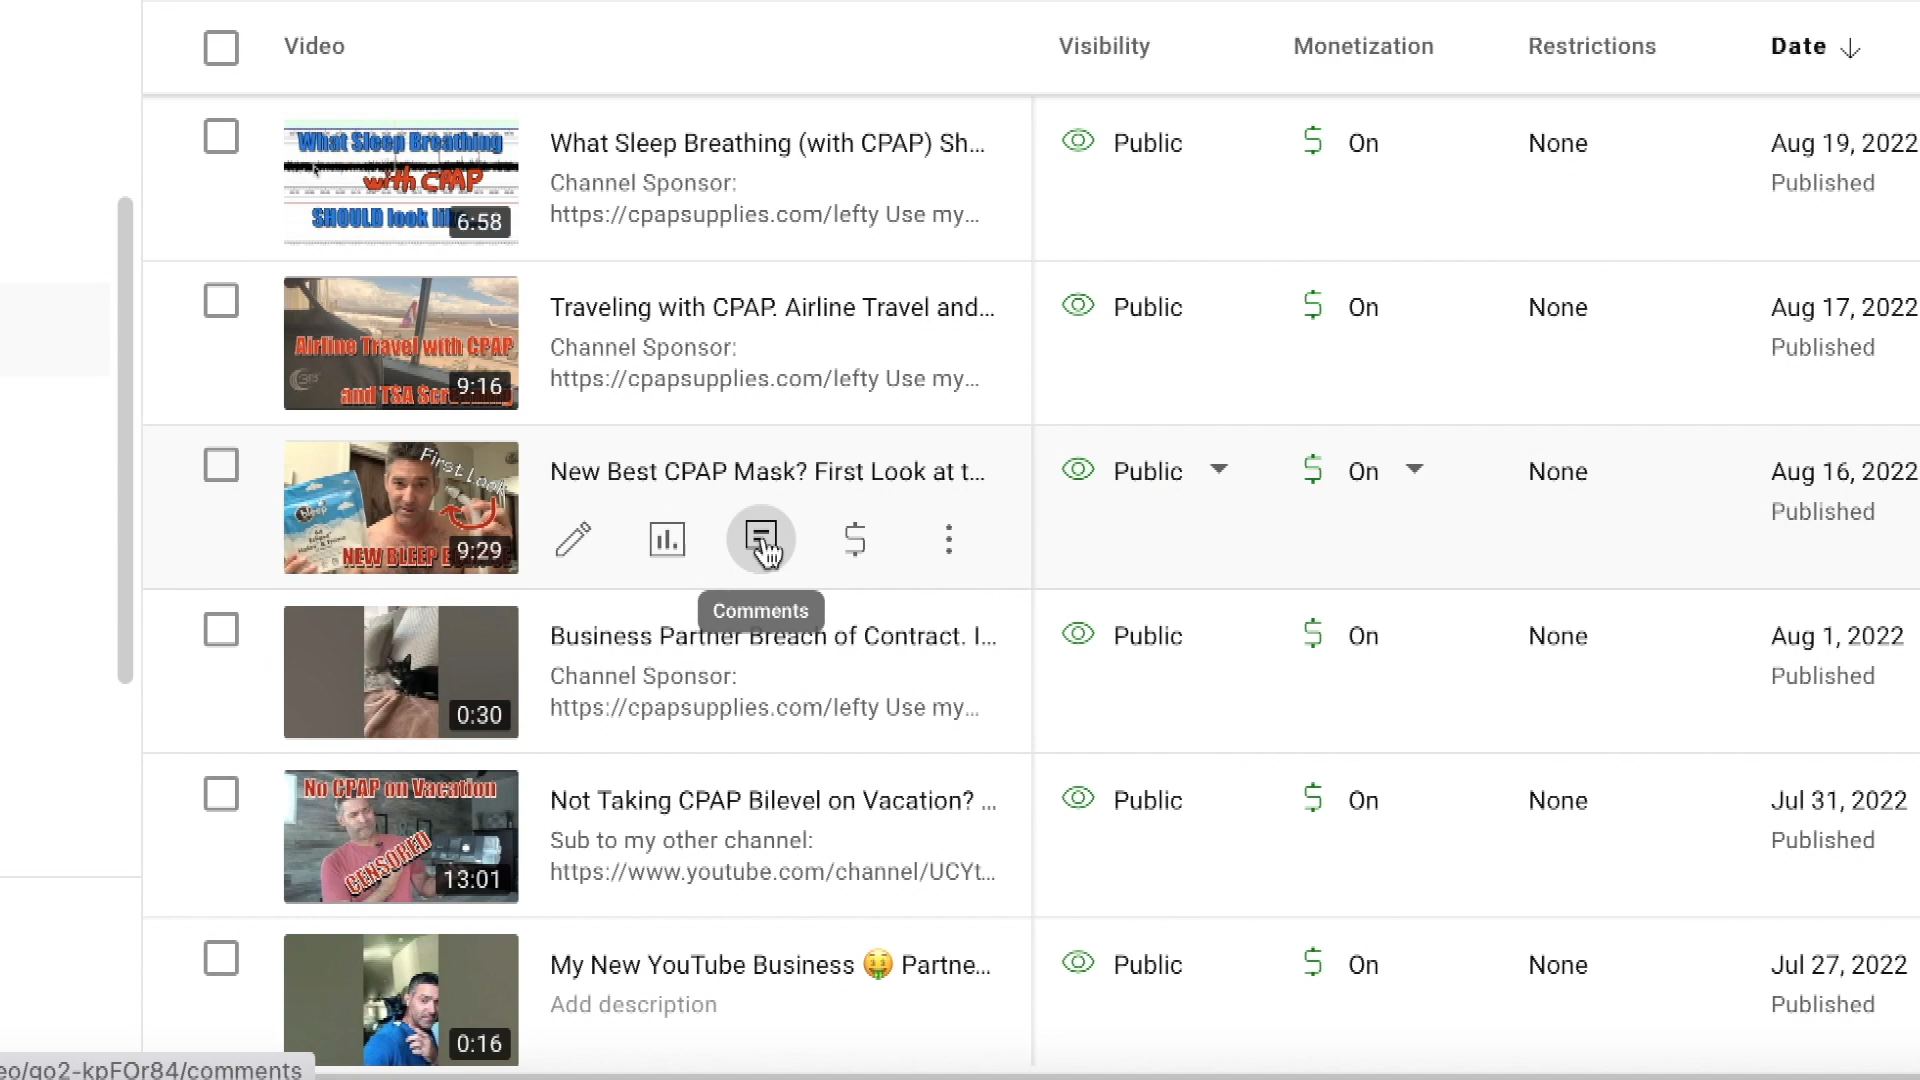 Video Visibility Monetization Restrictions Date
What Sleep Breathing
with CPAP
SHOULD look
6:58
What Sleep Breathing (with CPAP) Sh...
Channel Sponsor:
https://cpapsupplies.com/lefty Use my...
Public On None Aug 19, 2022
Published
Airline Travel with CPAP
and TSA
9:16
Traveling with CPAP. Airline Travel and...
Channel Sponsor:
https://cpapsupplies.com/lefty Use my...
Public On None Aug 17, 2022
Published
First Look
bleep
NEW BLEEP
9:29
New Best CPAP Mask? First Look at t...
Public On None Aug 16, 2022
Published
Comments
0:30
Business Partner Breach of Contract. I...
Channel Sponsor:
https://cpapsupplies.com/lefty Use my...
Public On None Aug 1, 2022
Published
No CPAP on Vacation
CENSORED
13:01
Not Taking CPAP Bilevel on Vacation? ...
Sub to my other channel:
https://www.youtube.com/channel/UCYt...
Public On None Jul 31, 2022
Published
0:16
My New YouTube Business 🤑 Partne...
Add description
Public On None Jul 27, 2022
Published
eo/go2-kpFOr84/comments